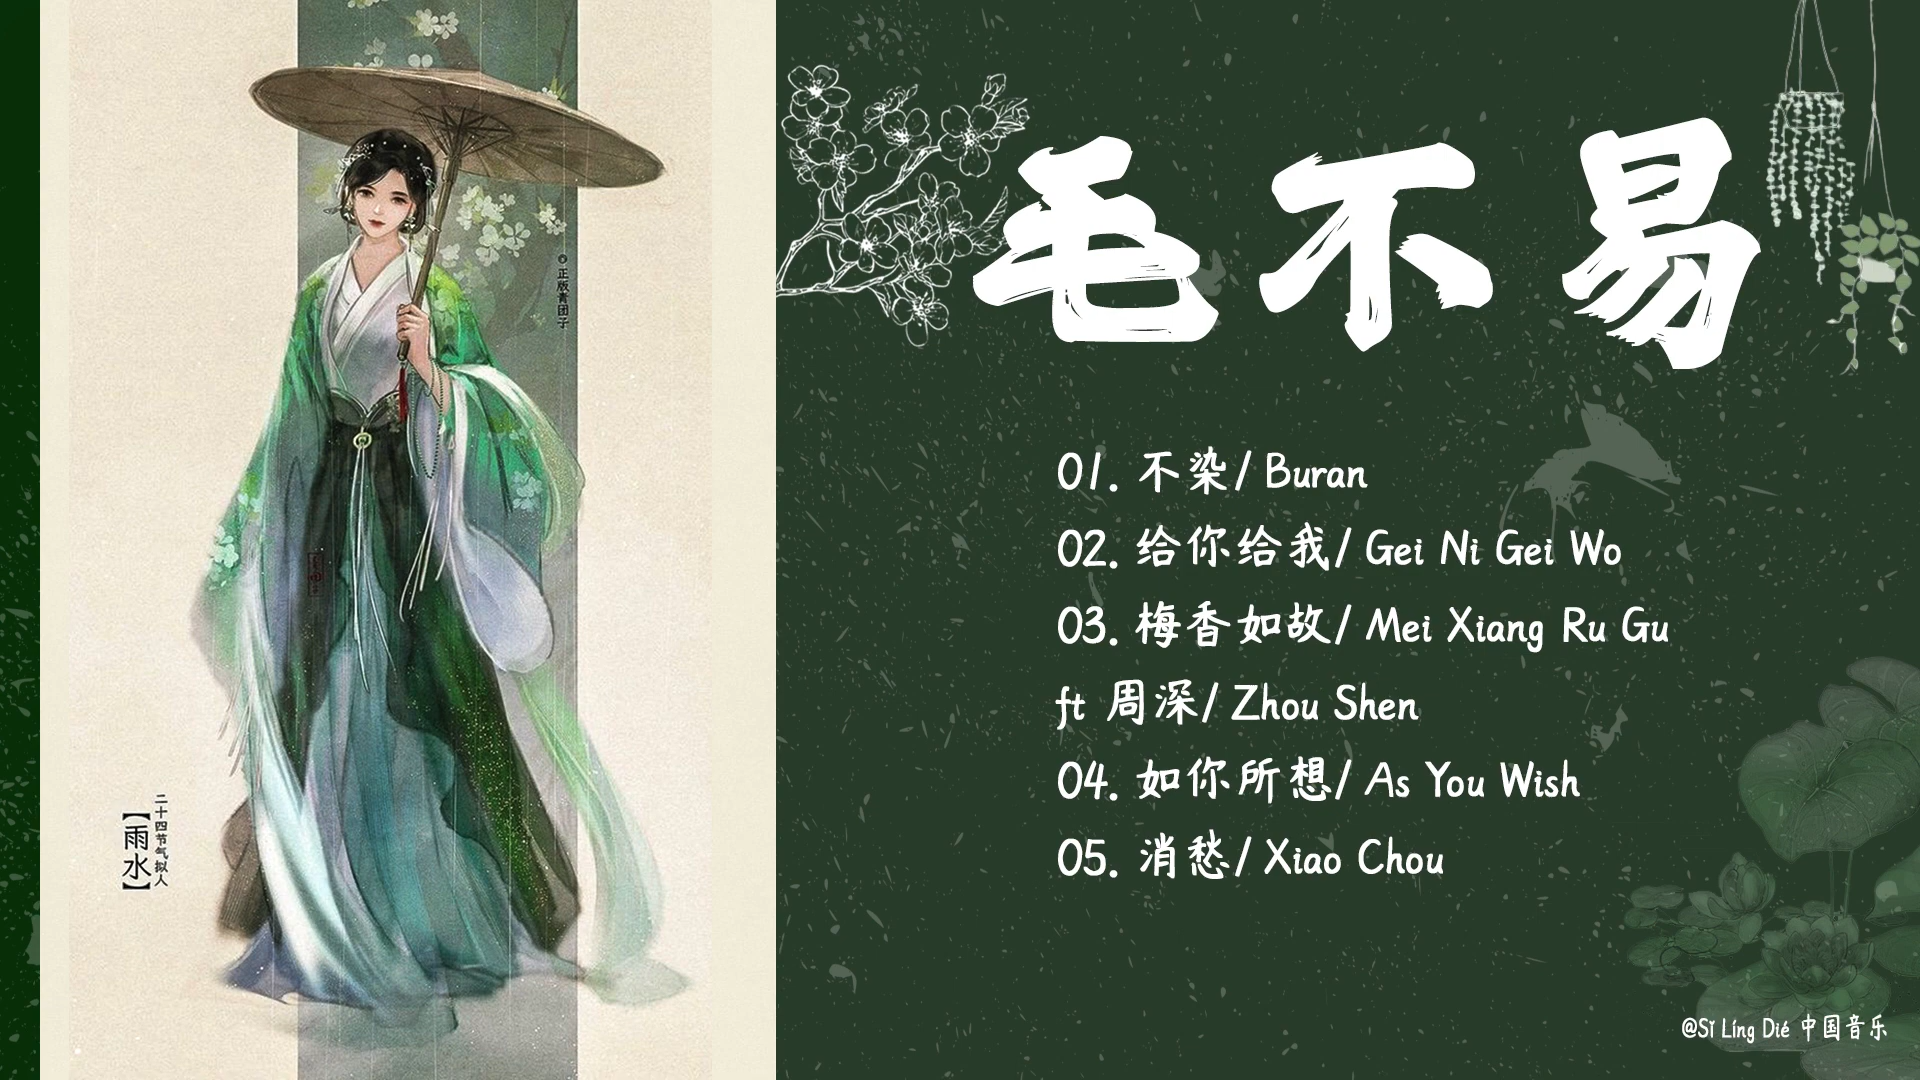 正版青团子
二十四节气拟人
【雨水】
毛不易
01. 不染/ Buran
02. 给你给我/ Gei Ni Gei Wo
03. 梅香如故/ Mei Xiang Ru Gu
ft 周深/ Zhou Shen
04. 如你所想/ As You Wish
05. 消愁/ Xiao Chou
@Sī Líng Dié 中国音乐